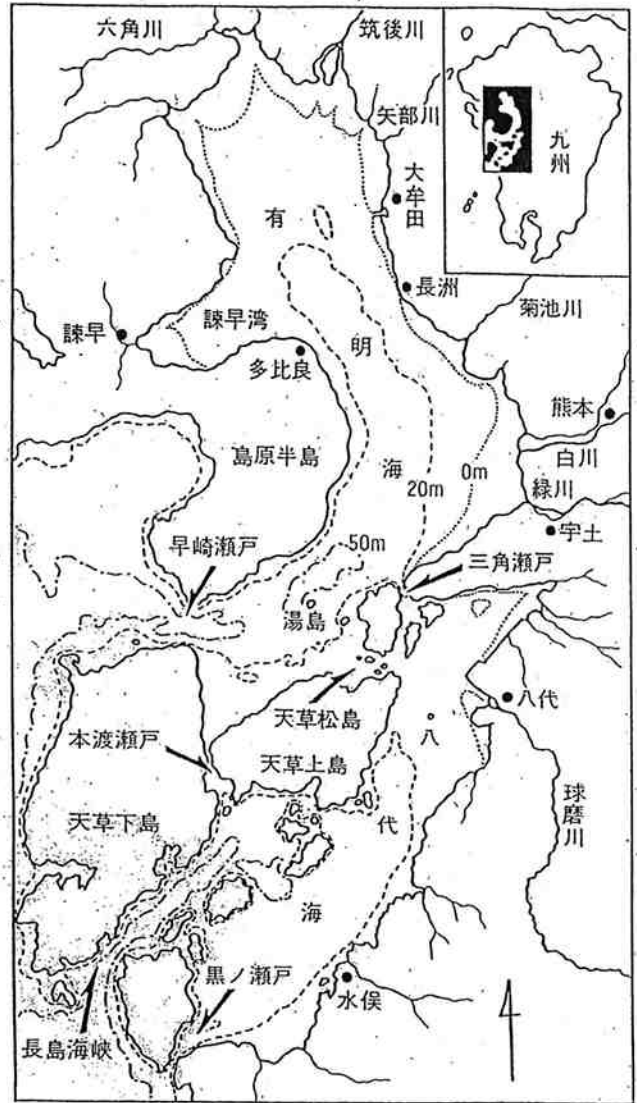 六角川
筑後川
矢部川
九州
大牟田
有
長洲
菊池川
諫早
諫早湾
明
多比良
熊本
島原半島
海
0m
白川
20m
緑川
早崎瀬戸
50m
宇土
三角瀬戸
湯島
天草松島
八代
本渡瀬戸
天草上島
八
天草下島
代
球磨川
海
黒ノ瀬戸
水俣
長島海峡